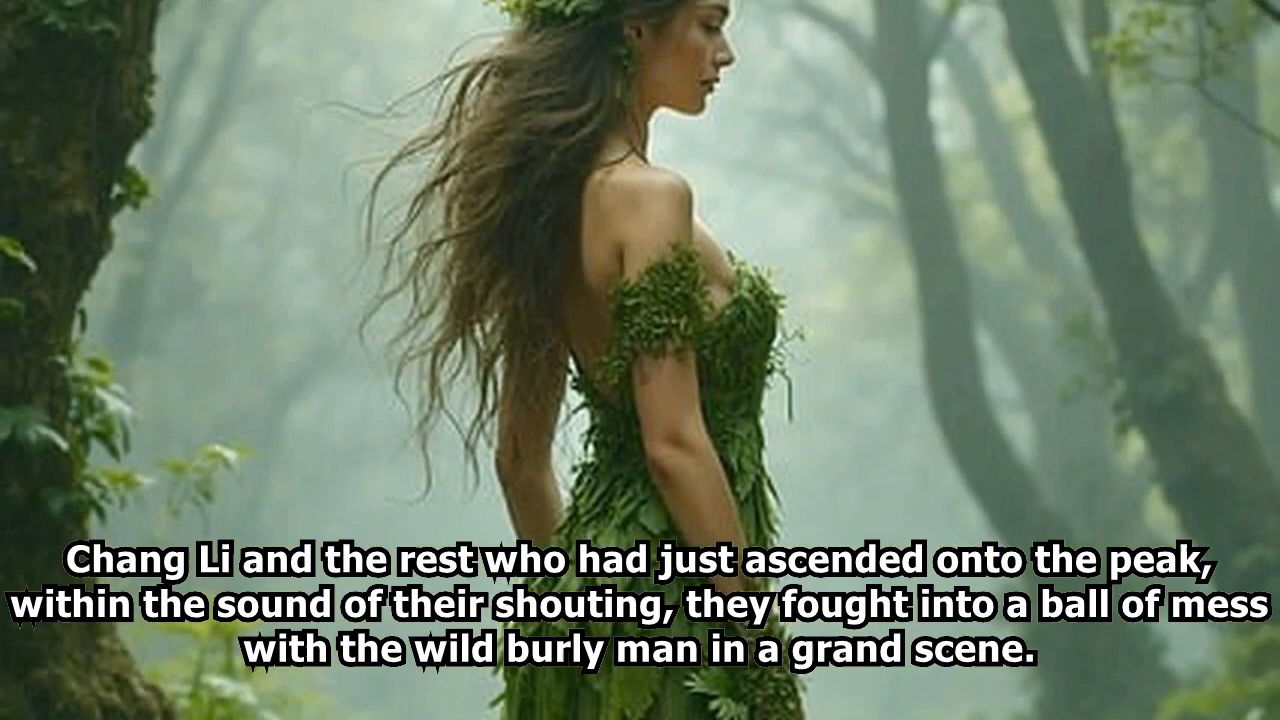 Chang Li and the rest who had just ascended onto the peak,
within the sound of their shouting, they fought into a ball of mess
with the wild burly man in a grand scene.